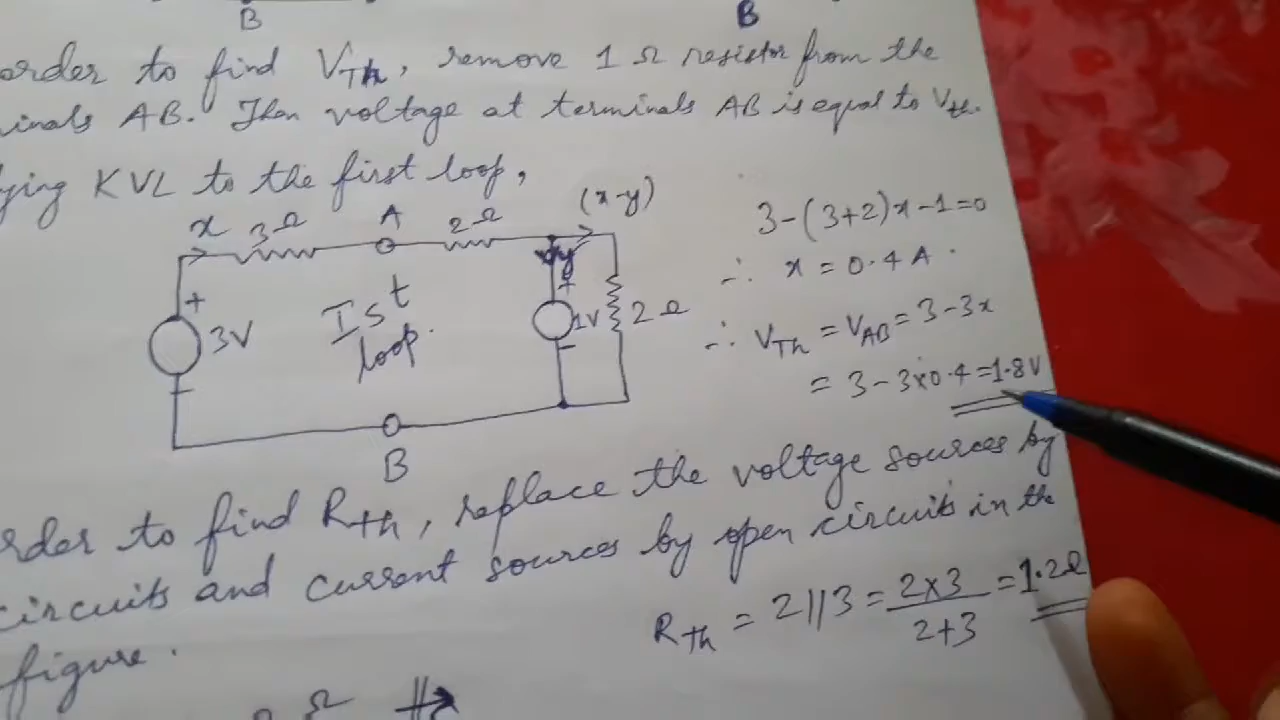 B B
order to find VTh, remove 1 Ω resistor from the
inals AB. Then voltage at terminals AB is equal to Vth.
ying KVL to the first loop,
x 3Ω A 2Ω (x-y)
y
+ +
3V Ist loop. 1V 2Ω
- -
B
3-(3+2)x-1=0
∴ x = 0.4 A.
∴ VTh = VAB = 3-3x
= 3-3×0.4=1.8V
rder to find Rth, replace the voltage sources by
circuits and current sources by open circuits in the
figure.
Rth = 2||3 = 2×3/2+3 = 1.2Ω
Ω